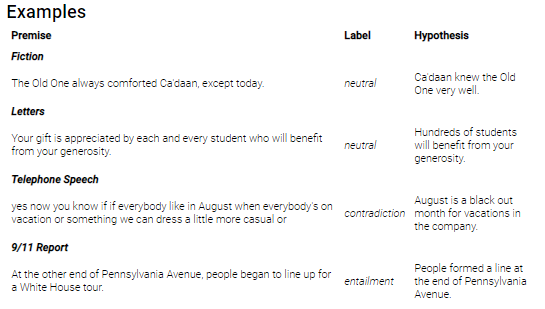 Examples
Premise Label Hypothesis
Fiction
The Old One always comforted Ca'daan, except today.
neutral
Ca'daan knew the Old
One very well.
Letters
Your gift is appreciated by each and every student who will benefit
from your generosity.
neutral
Hundreds of students
will benefit from your
generosity.
Telephone Speech
yes now you know if if everybody like in August when everybody's on
vacation or something we can dress a little more casual or
contradiction
August is a black out
month for vacations in
the company.
9/11 Report
At the other end of Pennsylvania Avenue, people began to line up for
a White House tour.
entailment
People formed a line at
the end of Pennsylvania
Avenue.